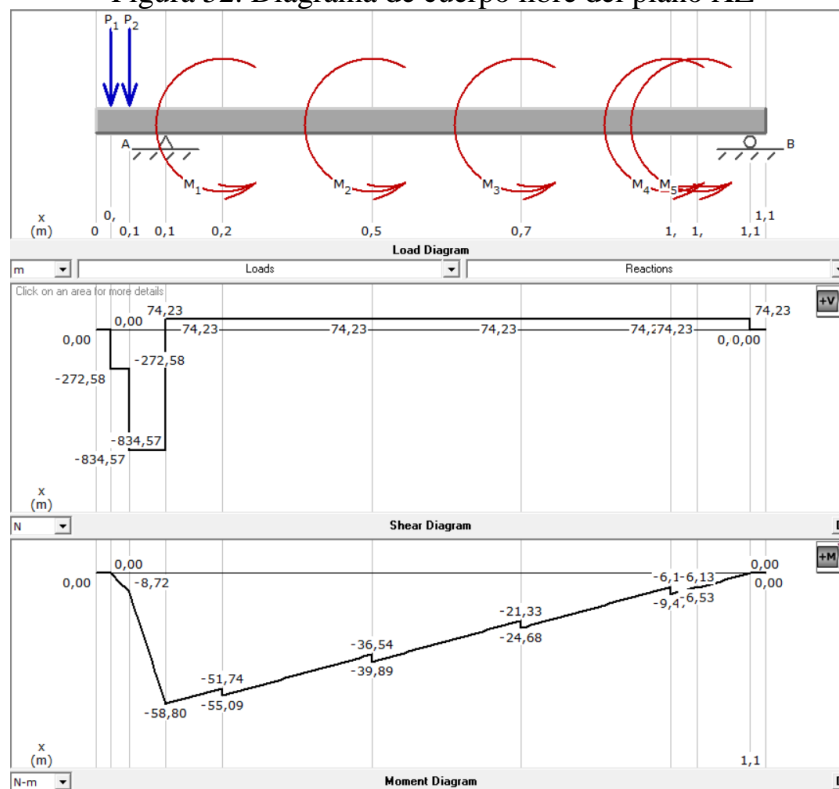 Figura 32. Diagrama de cuerpo libre del plano XZ
P1 P2
A
B
M1 M2 M3 M4 M5
0, 1,1
x
(m) 0 0,1 0,1 0,2 0,5 0,7 1, 1, 1,1
Load Diagram
m Loads Reactions
Click on an area for more details
+V
74,23 74,23
0,00
0,00 74,23 74,23 74,23 74,2 74,23 0, 0,00
-272,58
-272,58
-834,57
-834,57
x
(m)
N Shear Diagram
+M
0,00 0,00
0,00 -8,72 -6,1 -6,13 0,00
-9,4 -6,53
-21,33
-24,68
-36,54
-39,89
-51,74
-55,09
-58,80
x
(m) 1,1
N-m Moment Diagram